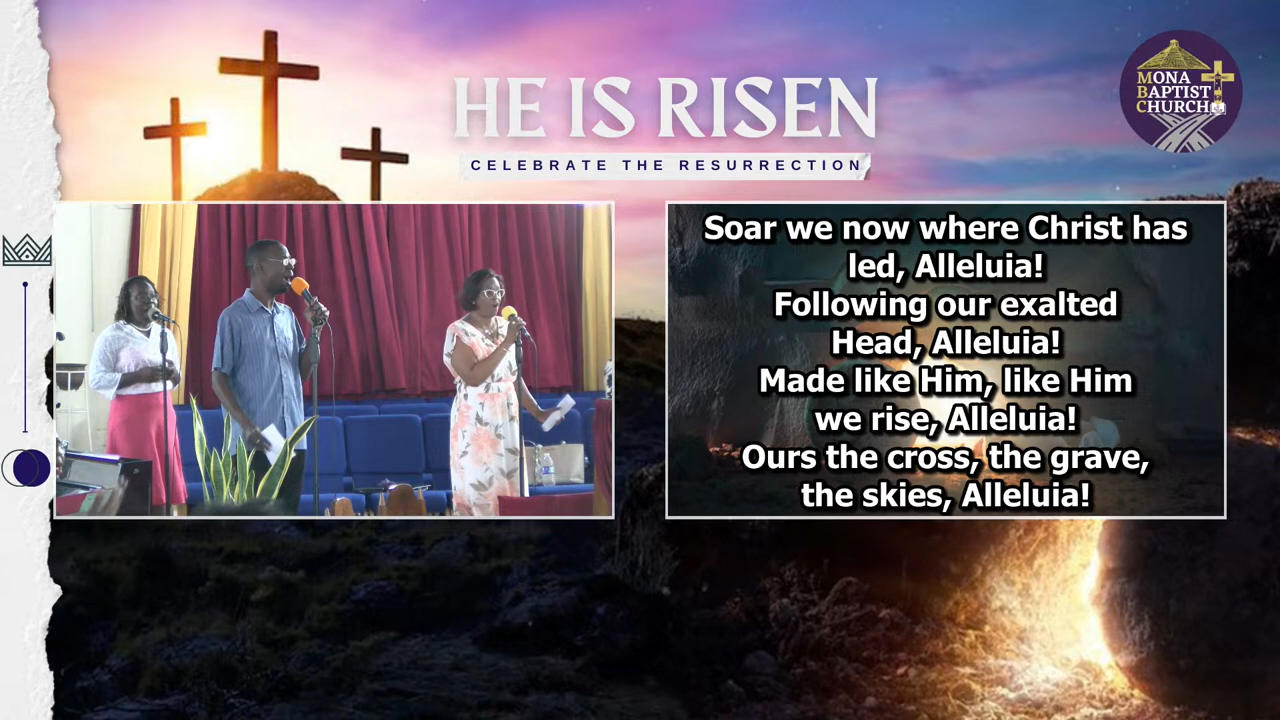 HE IS RISEN
CELEBRATE THE RESURRECTION
MONA
BAPTIST
CHURCH
Soar we now where Christ has
led, Alleluia!
Following our exalted
Head, Alleluia!
Made like Him, like Him
we rise, Alleluia!
Ours the cross, the grave,
the skies, Alleluia!